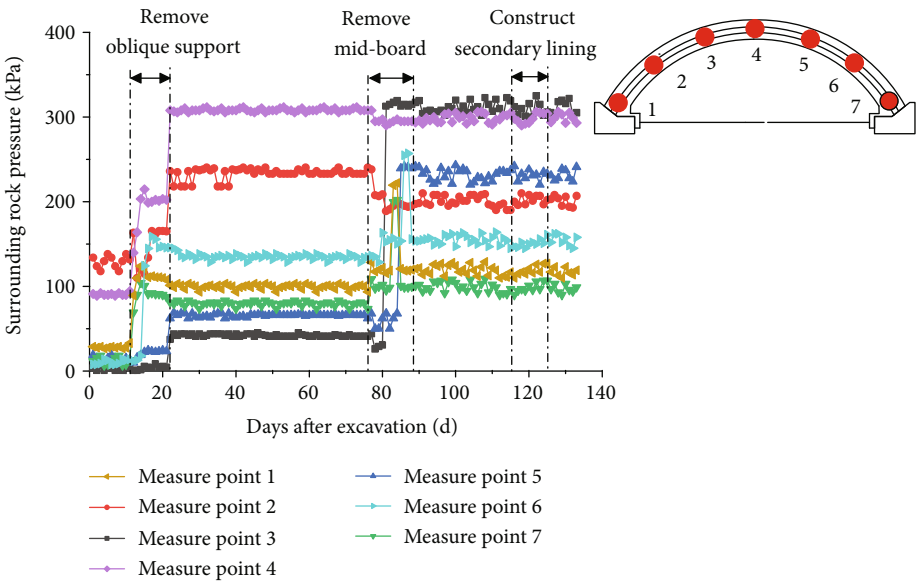 Remove
oblique support
Remove
mid-board
Construct
secondary lining
Surrounding rock pressure (kPa)
400
300
200
100
0
0 20 40 60 80 100 120 140
Days after excavation (d)
1 2 3 4 5 6 7
Measure point 1
Measure point 2
Measure point 3
Measure point 4
Measure point 5
Measure point 6
Measure point 7